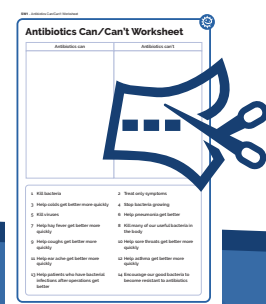 WW1 - Antibiotics Can/Can't Worksheet
Antibiotics Can/Can't Worksheet
Antibiotics can
Antibiotics can't
1 Kill bacteria
2 Treat only symptoms
3 Help colds get better more quickly
4 Stop bacteria growing
5 Kill viruses
6 Help pneumonia get better
7 Help hay fever get better more
quickly
8 Kill many of our useful bacteria in
the body
9 Help coughs get better more
quickly
10 Help sore throats get better more
quickly
11 Help ear ache get better more
quickly
12 Help asthma get better more
quickly
13 Help patients who have bacterial
infections after operations get
better
14 Encourage our good bacteria to
become resistant to antibiotics